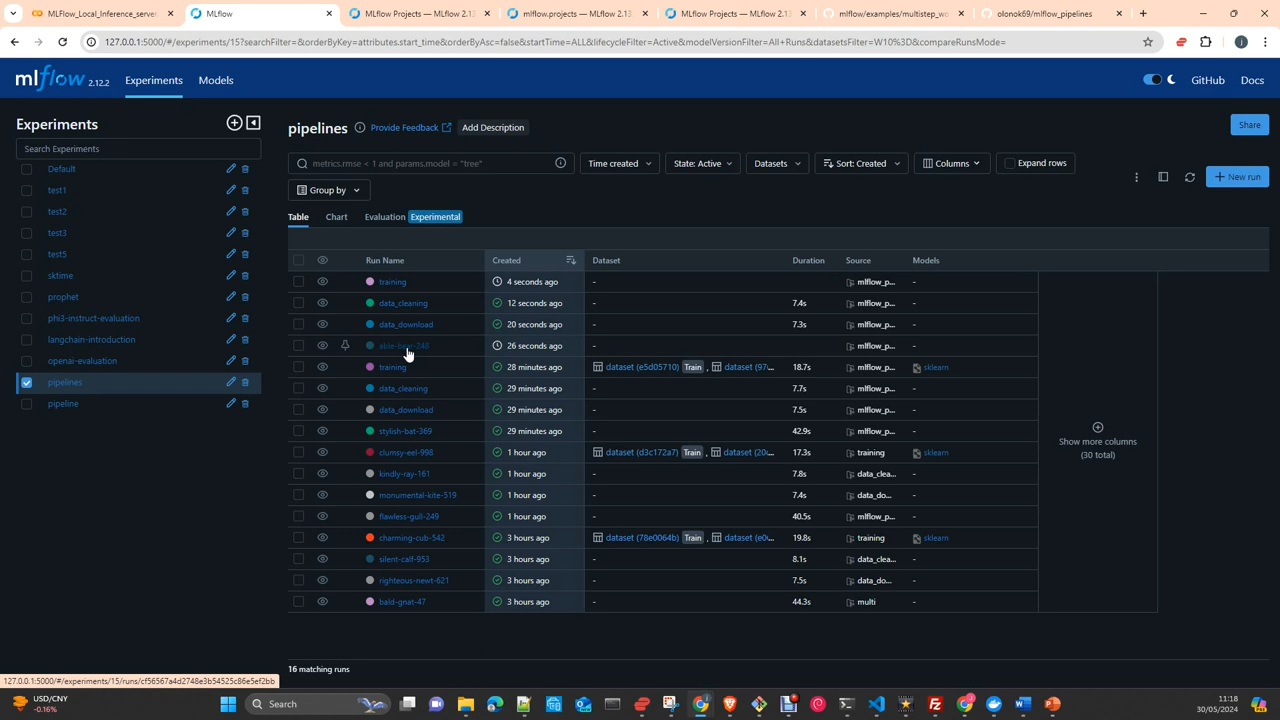 MLFlow_Local_Inference_server
MLflow
MLflow Projects — MLflow 2.13
mlflow.projects — MLflow 2.13
MLflow Projects — MLflow 2.13
mlflow/examples/multistep_wo
olonok69/mlflow_pipelines
127.0.0.1:5000/#/experiments/15?searchFilter=&orderByKey=attributes.start_time&orderByAsc=false&startTime=ALL&lifecycleFilter=Active&modelVersionFilter=All+Runs&datasetsFilter=W10%3D&compareRunsMode=
mlflow 2.12.2 Experiments Models GitHub Docs
Experiments
Search Experiments
Default
test1
test2
test3
test5
sktime
prophet
phi3-instruct-evaluation
langchain-introduction
openai-evaluation
pipelines
pipeline
pipelines Provide Feedback Add Description Share
metrics.rmse < 1 and params.model = "tree" Time created State: Active Datasets Sort: Created Columns Expand rows
+ New run
Group by
Table Chart Evaluation Experimental
Run Name Created Dataset Duration Source Models
training 4 seconds ago - mlflow_p... -
data_cleaning 12 seconds ago - 7.4s mlflow_p... -
data_download 20 seconds ago - 7.3s mlflow_p... -
able-bear-248 26 seconds ago - mlflow_p... -
training 28 minutes ago dataset (e5d05710) Train , dataset (97(... 18.7s mlflow_p... sklearn
data_cleaning 29 minutes ago - 7.7s mlflow_p... -
data_download 29 minutes ago - 7.5s mlflow_p... -
stylish-bat-369 29 minutes ago - 42.9s mlflow_p... -
clumsy-eel-998 1 hour ago dataset (d3c172a7) Train , dataset (20(... 17.3s training sklearn
kindly-ray-161 1 hour ago - 7.8s data_clea... -
monumental-kite-519 1 hour ago - 7.4s data_do... -
flawless-gull-249 1 hour ago - 40.5s mlflow_p... -
charming-cub-542 3 hours ago dataset (78e0064b) Train , dataset (e0(... 19.8s training sklearn
silent-calf-953 3 hours ago - 8.1s data_clea... -
righteous-newt-621 3 hours ago - 7.5s data_do... -
bald-gnat-47 3 hours ago - 44.3s multi -
Show more columns
(30 total)
16 matching runs
127.0.0.1:5000/#/experiments/15/runs/cf56567a4d2748e3b54525c86e5ef2bb
USD/CNY
-0.16%
Search
11:18
30/05/2024